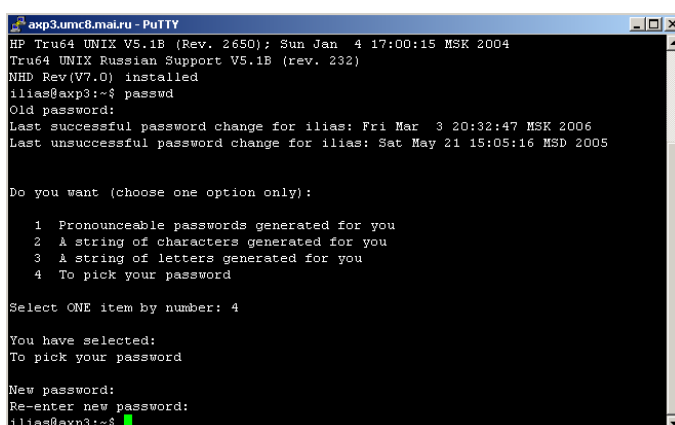 axp3.umc8.mai.ru - PuTTY
HP Tru64 UNIX V5.1B (Rev. 2650); Sun Jan  4 17:00:15 MSK 2004
Tru64 UNIX Russian Support V5.1B (rev. 232)
NHD Rev(V7.0) installed
ilias@axp3:~$ passwd
Old password:
Last successful password change for ilias: Fri Mar  3 20:32:47 MSK 2006
Last unsuccessful password change for ilias: Sat May 21 15:05:16 MSD 2005
Do you want (choose one option only):
1  Pronounceable passwords generated for you
2  A string of characters generated for you
3  A string of letters generated for you
4  To pick your password
Select ONE item by number: 4
You have selected:
To pick your password
New password:
Re-enter new password:
ilias@axp3:~$